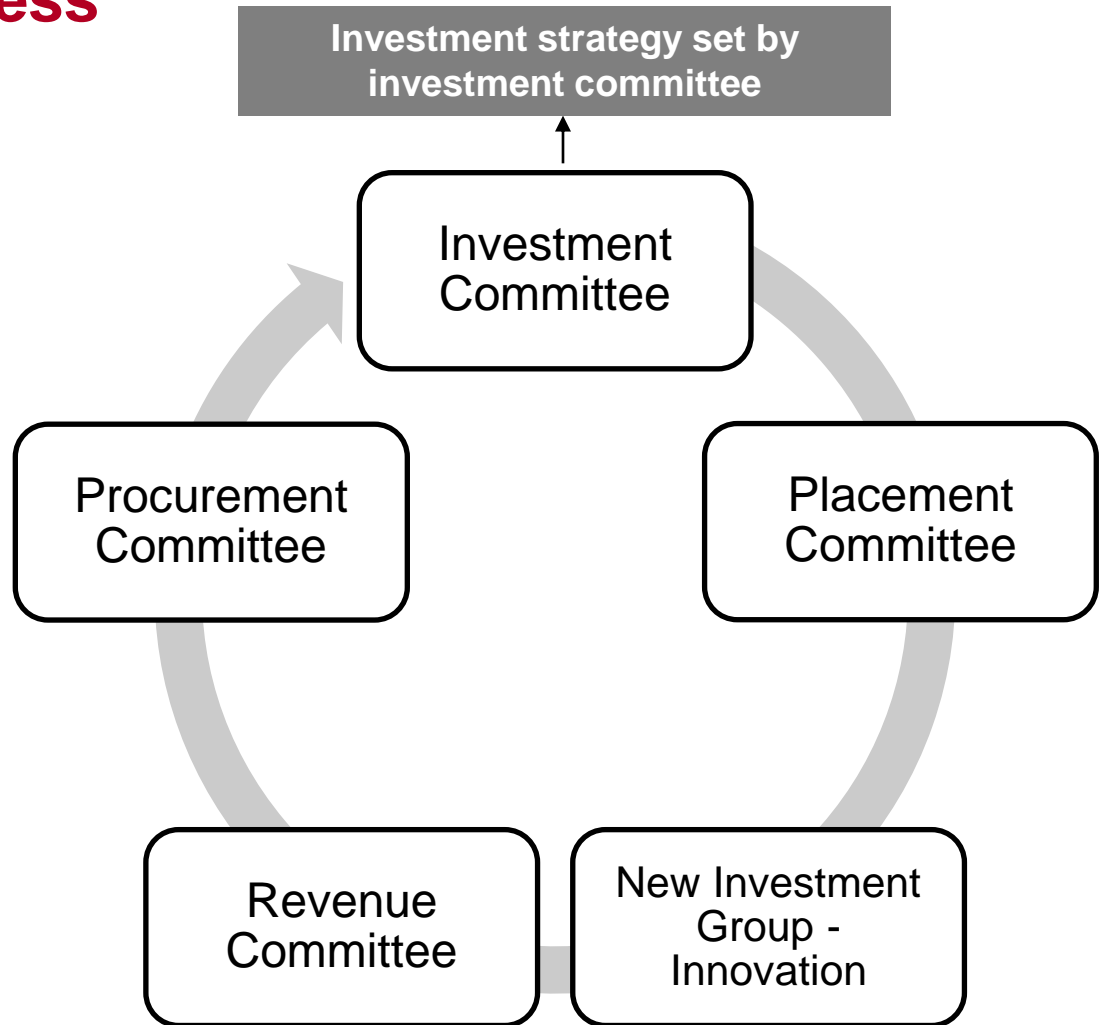 ess
Investment strategy set by
investment committee
Investment
Committee
Procurement
Committee
Placement
Committee
Revenue
Committee
New Investment
Group -
Innovation